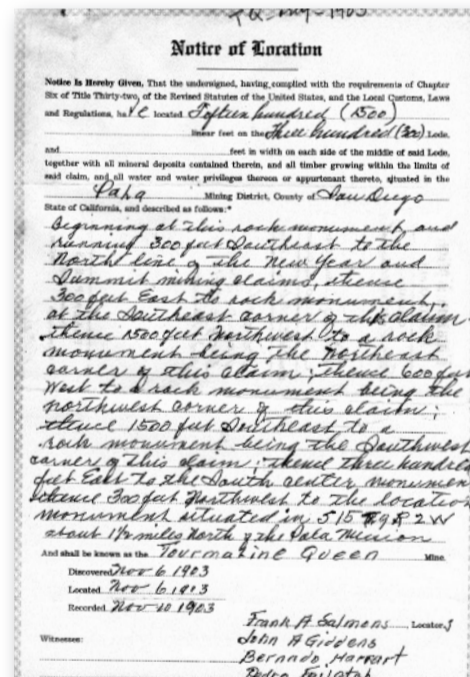 1903
Notice of Location
Notice Is Hereby Given, That the undersigned, having complied with the requirements of Chapter
Six of Title Thirty-two, of the Revised Statutes of the United States, and the Local Customs, Laws
and Regulations, have located Fifteen hundred (1500)
linear feet on the Three hundred (300) Lode,
and feet in width on each side of the middle of said Lode,
together with all mineral deposits contained therein, and all timber growing within the limits of
said claim, and all water and water privileges thereon or appurtenant thereto, situated in the
Pala Mining District, County of San Diego
State of California, and described as follows:*
Beginning at this rock monument, and
running 300 feet Southeast to the
North line of the New Year and
Summit mining claims, thence
300 feet East to rock monument,
at the Southeast corner of this claim
thence 1500 feet Northwest to a rock
monument being the Northeast
corner of this claim; thence 600 feet
West to a rock monument being the
northwest corner of this claim;
thence 1500 feet Southeast to a
rock monument being the Southwest
corner of this claim; thence three hundred
feet East to the South center monument
thence 300 feet Northwest to the location
monument situated in S 15 T 9 R 2 W
about 1½ miles North of the Pala Mission
And shall be known as the Tourmaline Queen Mine.
Discovered Nov 6 1903
Located Nov 6 1903
Recorded Nov 10 1903
Frank A Salmons Locators
Witnesses: John A Giddens
Bernado
Pedro